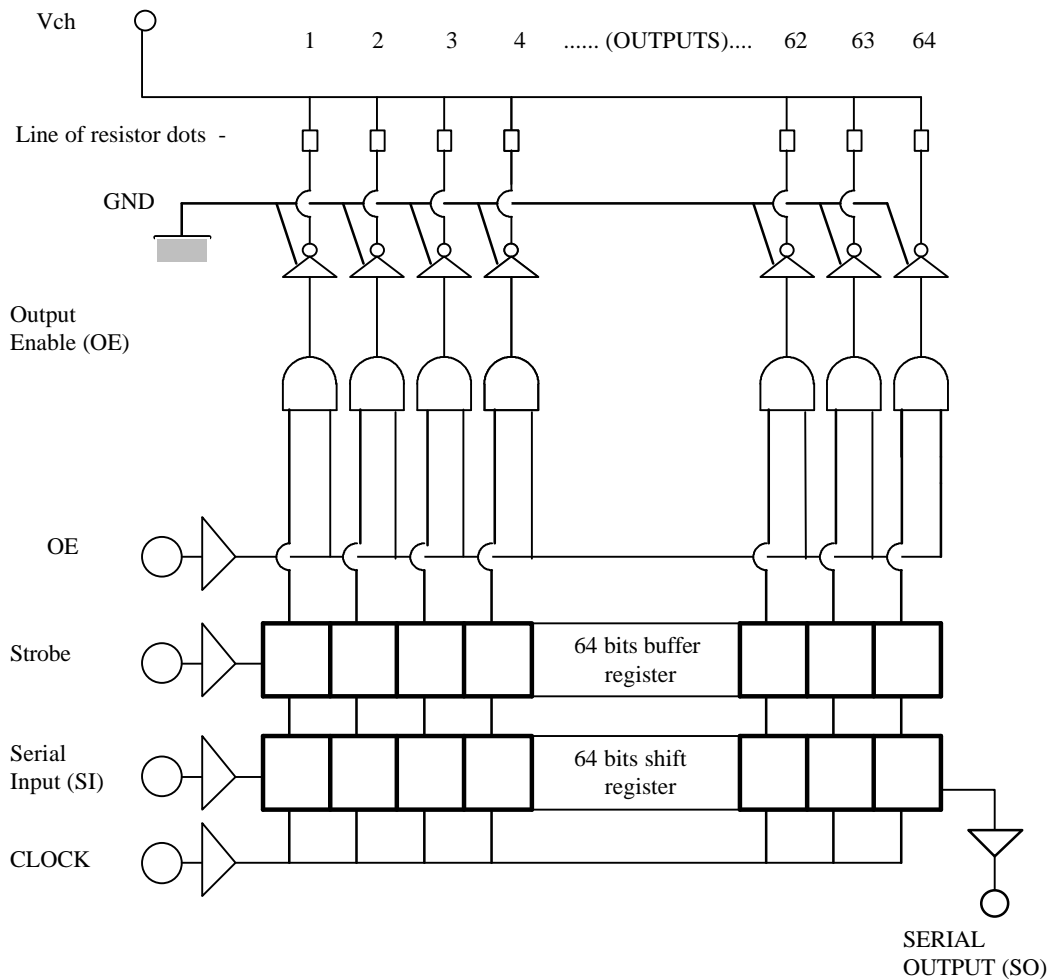 Vch
1 2 3 4 ...... (OUTPUTS).... 62 63 64
Line of resistor dots -
GND
Output
Enable (OE)
OE
Strobe
64 bits buffer
register
Serial
Input (SI)
64 bits shift
register
CLOCK
SERIAL
OUTPUT (SO)